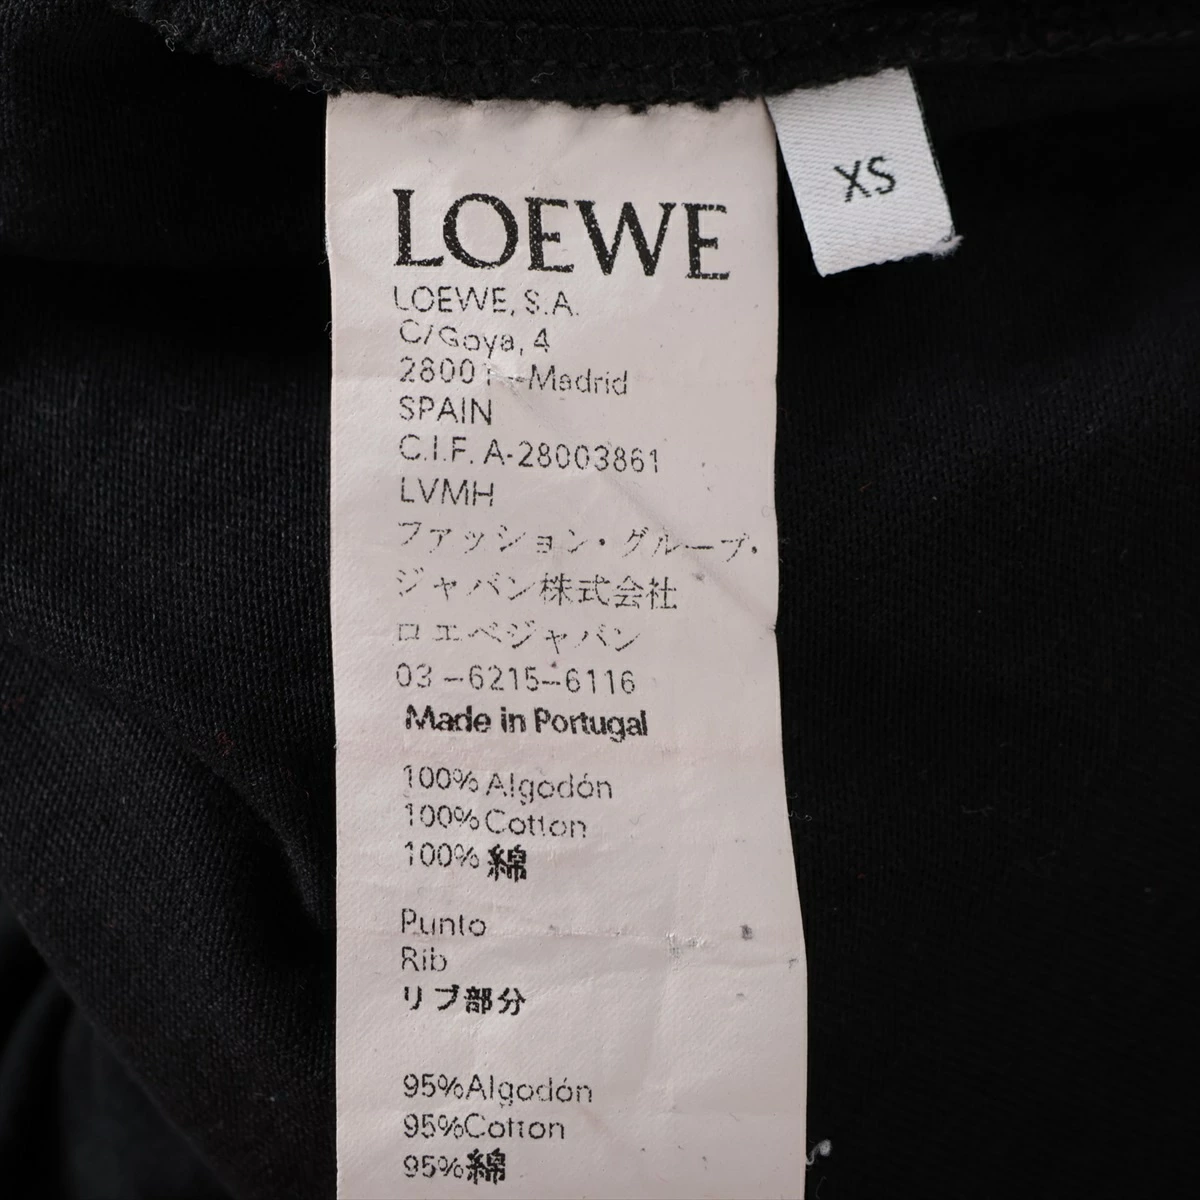 LOEWE
XS
LOEWE, S.A.
C/Goya, 4
28001 -Madrid
SPAIN
C.I.F. A-28003861
LVMH
ファッション・グループ・
ジャパン株式会社
ロエベジャパン
03-6215-6116
Made in Portugal
100% Algodón
100% Cotton
100% 綿
Punto
Rib
リブ部分
95%Algodón
95%Cotton
95%綿